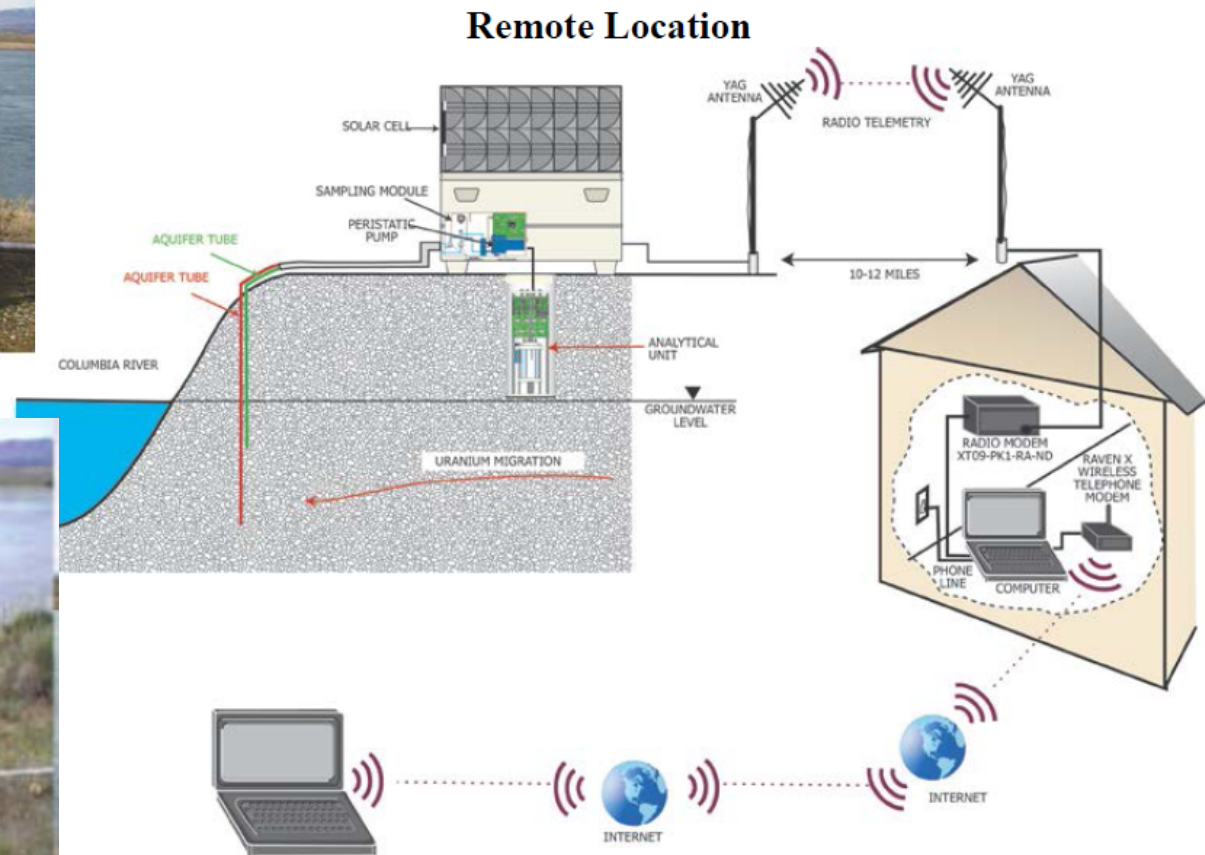 Remote Location
YAG
ANTENNA
YAG
ANTENNA
RADIO TELEMETRY
SOLAR CELL
SAMPLING MODULE
PERISTATIC
PUMP
AQUIFER TUBE
AQUIFER TUBE
10-12 MILES
COLUMBIA RIVER
ANALYTICAL
UNIT
GROUNDWATER
LEVEL
URANIUM MIGRATION
RADIO MODEM
XT09-PK1-RA-ND
RAVEN X
WIRELESS
TELEPHONE
MODEM
PHONE
LINE
COMPUTER
INTERNET
INTERNET